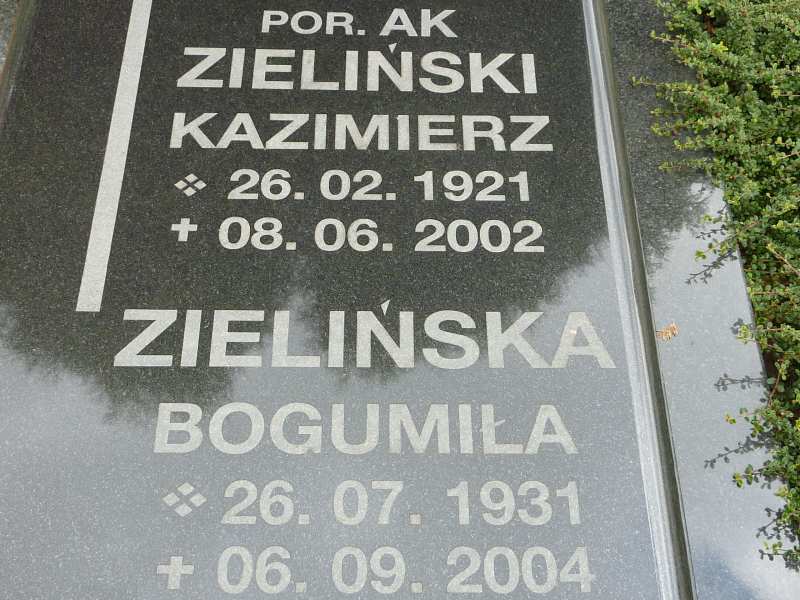 POR. AK
ZIELIŃSKI
KAZIMIERZ
26. 02. 1921
08. 06. 2002
ZIELIŃSKA
BOGUMIŁA
26. 07. 1931
06. 09. 2004